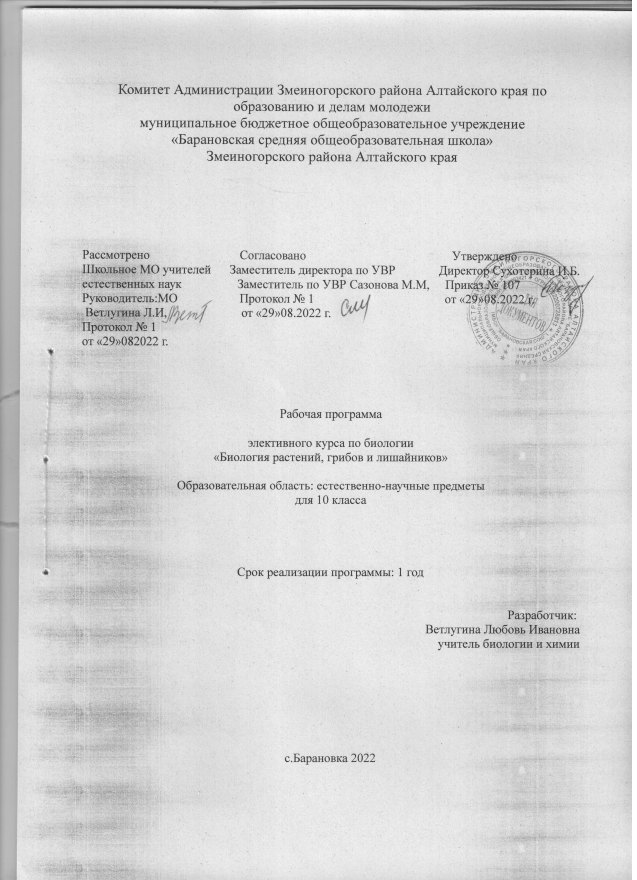 Комитет Администрации Змеиногорского района Алтайского края по
образованию и делам молодежи
муниципальное бюджетное общеобразовательное учреждение
«Барановская средняя общеобразовательная школа»
Змеиногорского района Алтайского края
Рассмотрено Согласовано Утверждено
Школьное МО учителей Заместитель директора по УВР Директор Сухотерина И.Б.
естественных наук Заместитель по УВР Сазонова М.М, Приказ № 107
Руководитель:МО Протокол № 1 от «29»08.2022 г.
Ветлугина Л.И, от «29»08.2022 г.
Протокол № 1
от «29»082022 г.
ДОКУМЕНТОВ
Рабочая программа
элективного курса по биологии
«Биология растений, грибов и лишайников»
Образовательная область: естественно-научные предметы
для 10 класса
Срок реализации программы: 1 год
Разработчик:
Ветлугина Любовь Ивановна
учитель биологии и химии
с.Барановка 2022